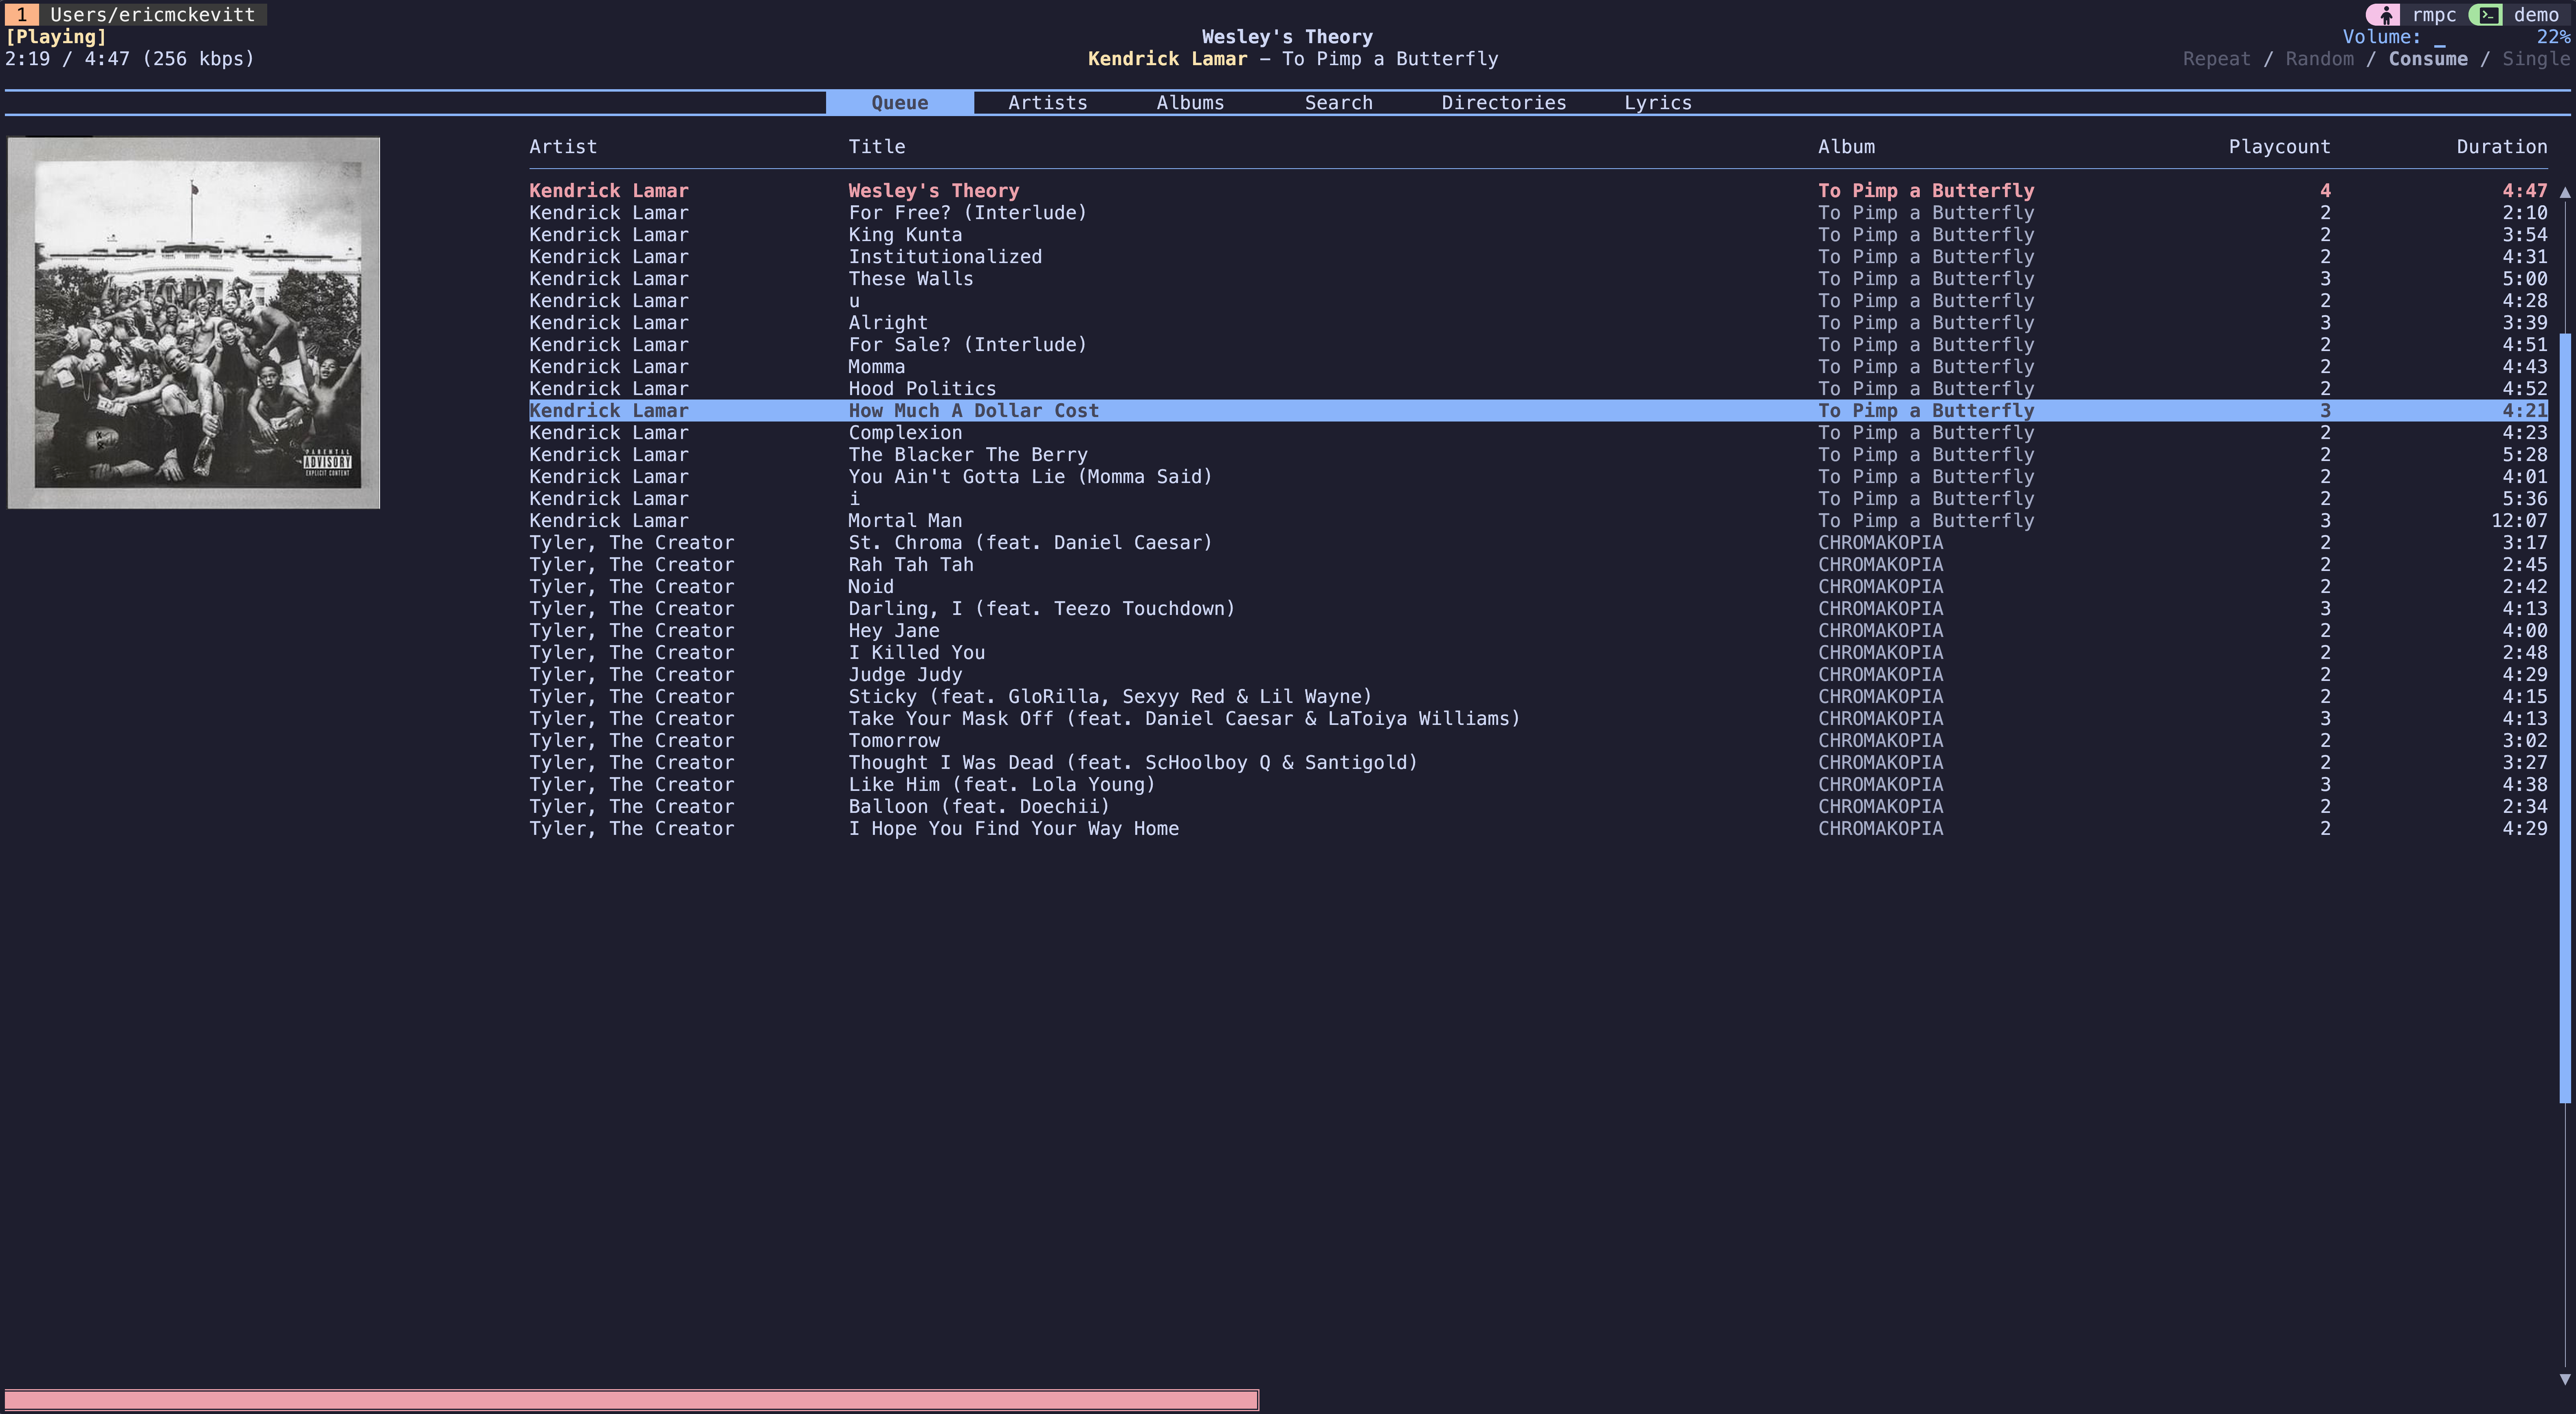 1 Users/ericmckevitt rmpc demo
[Playing] Wesley's Theory Volume: _ 22%
2:19 / 4:47 (256 kbps) Kendrick Lamar – To Pimp a Butterfly Repeat / Random / Consume / Single
Queue Artists Albums Search Directories Lyrics
Artist Title Album Playcount Duration
Kendrick Lamar Wesley's Theory To Pimp a Butterfly 4 4:47
Kendrick Lamar For Free? (Interlude) To Pimp a Butterfly 2 2:10
Kendrick Lamar King Kunta To Pimp a Butterfly 2 3:54
Kendrick Lamar Institutionalized To Pimp a Butterfly 2 4:31
Kendrick Lamar These Walls To Pimp a Butterfly 3 5:00
Kendrick Lamar u To Pimp a Butterfly 2 4:28
Kendrick Lamar Alright To Pimp a Butterfly 3 3:39
Kendrick Lamar For Sale? (Interlude) To Pimp a Butterfly 2 4:51
Kendrick Lamar Momma To Pimp a Butterfly 2 4:43
Kendrick Lamar Hood Politics To Pimp a Butterfly 2 4:52
Kendrick Lamar How Much A Dollar Cost To Pimp a Butterfly 3 4:21
Kendrick Lamar Complexion To Pimp a Butterfly 2 4:23
Kendrick Lamar The Blacker The Berry To Pimp a Butterfly 2 5:28
Kendrick Lamar You Ain't Gotta Lie (Momma Said) To Pimp a Butterfly 2 4:01
Kendrick Lamar i To Pimp a Butterfly 2 5:36
Kendrick Lamar Mortal Man To Pimp a Butterfly 3 12:07
Tyler, The Creator St. Chroma (feat. Daniel Caesar) CHROMAKOPIA 2 3:17
Tyler, The Creator Rah Tah Tah CHROMAKOPIA 2 2:45
Tyler, The Creator Noid CHROMAKOPIA 2 2:42
Tyler, The Creator Darling, I (feat. Teezo Touchdown) CHROMAKOPIA 3 4:13
Tyler, The Creator Hey Jane CHROMAKOPIA 2 4:00
Tyler, The Creator I Killed You CHROMAKOPIA 2 2:48
Tyler, The Creator Judge Judy CHROMAKOPIA 2 4:29
Tyler, The Creator Sticky (feat. GloRilla, Sexyy Red & Lil Wayne) CHROMAKOPIA 2 4:15
Tyler, The Creator Take Your Mask Off (feat. Daniel Caesar & LaToiya Williams) CHROMAKOPIA 3 4:13
Tyler, The Creator Tomorrow CHROMAKOPIA 2 3:02
Tyler, The Creator Thought I Was Dead (feat. ScHoolboy Q & Santigold) CHROMAKOPIA 2 3:27
Tyler, The Creator Like Him (feat. Lola Young) CHROMAKOPIA 3 4:38
Tyler, The Creator Balloon (feat. Doechii) CHROMAKOPIA 2 2:34
Tyler, The Creator I Hope You Find Your Way Home CHROMAKOPIA 2 4:29
PARENTAL
ADVISORY
EXPLICIT CONTENT